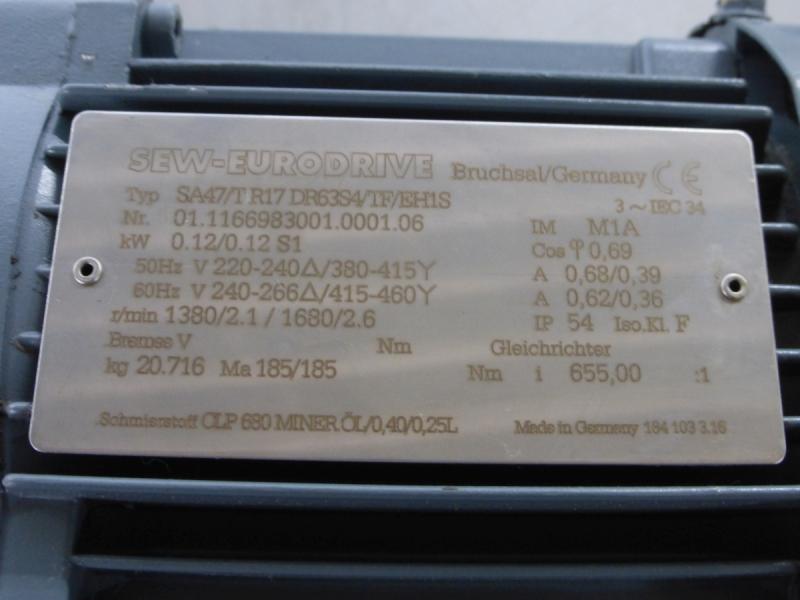 SEW-EURODRIVE Bruchsal/Germany CE
Typ SA47/T R17 DR63S4/TF/EH1S 3~IEC 34
Nr. 01.1166983001.0001.06 IM M1A
kW 0.12/0.12 S1 Cos φ 0,69
50Hz V 220-240Δ/380-415Y A 0,68/0,39
60Hz V 240-266Δ/415-460Y A 0,62/0,36
r/min 1380/2.1 / 1680/2.6 IP 54 Iso.Kl. F
Bremse V Nm Gleichrichter
kg 20.716 Ma 185/185 Nm i 655,00 :1
Schmierstoff CLP 680 MINER.ÖL/0,40/0,25L Made in Germany 184 103 3.16